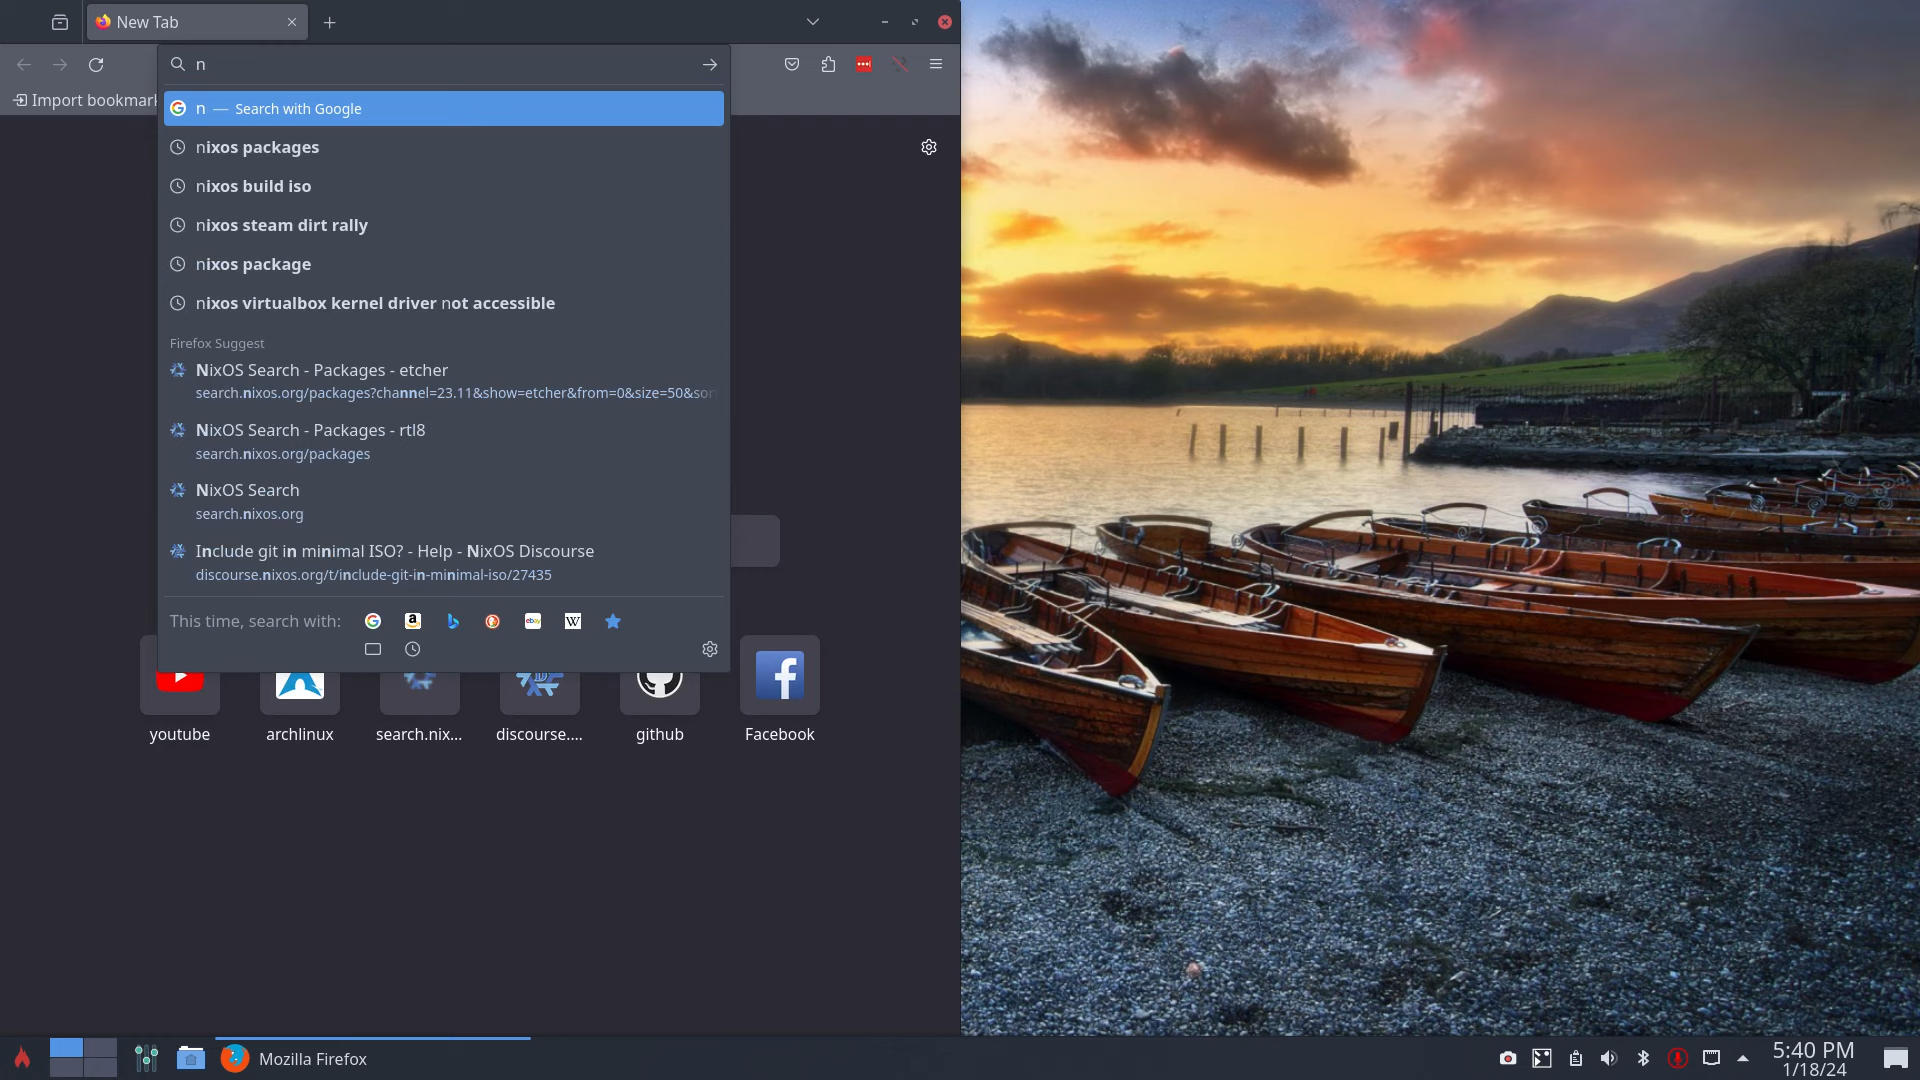 New Tab
n
Import bookmark
n — Search with Google
nixos packages
nixos build iso
nixos steam dirt rally
nixos package
nixos virtualbox kernel driver not accessible
Firefox Suggest
NixOS Search - Packages - etcher
search.nixos.org/packages?channel=23.11&show=etcher&from=0&size=50&sor
NixOS Search - Packages - rtl8
search.nixos.org/packages
NixOS Search
search.nixos.org
Include git in minimal ISO? - Help - NixOS Discourse
discourse.nixos.org/t/include-git-in-minimal-iso/27435
This time, search with:
youtube
archlinux
search.nix...
discourse....
github
Facebook
Mozilla Firefox
5:40 PM
1/18/24